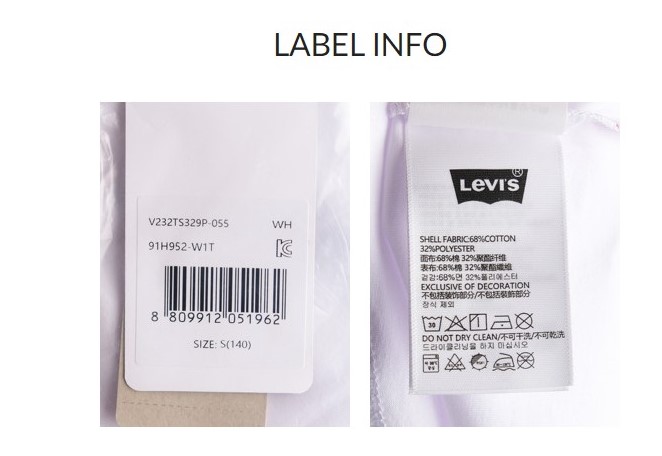 LABEL INFO
V232TS329P-055 WH
91H952-W1T
8 809912 051962
SIZE: S(140)
LEVI'S
SHELL FABRIC:68%COTTON
32%POLYESTER
面布:68%棉 32%聚酯纤维
表布:68%棉 32%聚酯纖維
겉감:68%면 32%폴리에스터
EXCLUSIVE OF DECORATION
不包括装饰部分/不包括裝飾部分
장식 제외
30
DO NOT DRY CLEAN/不可干洗/不可乾洗
드라이클리닝을 하지 마십시오